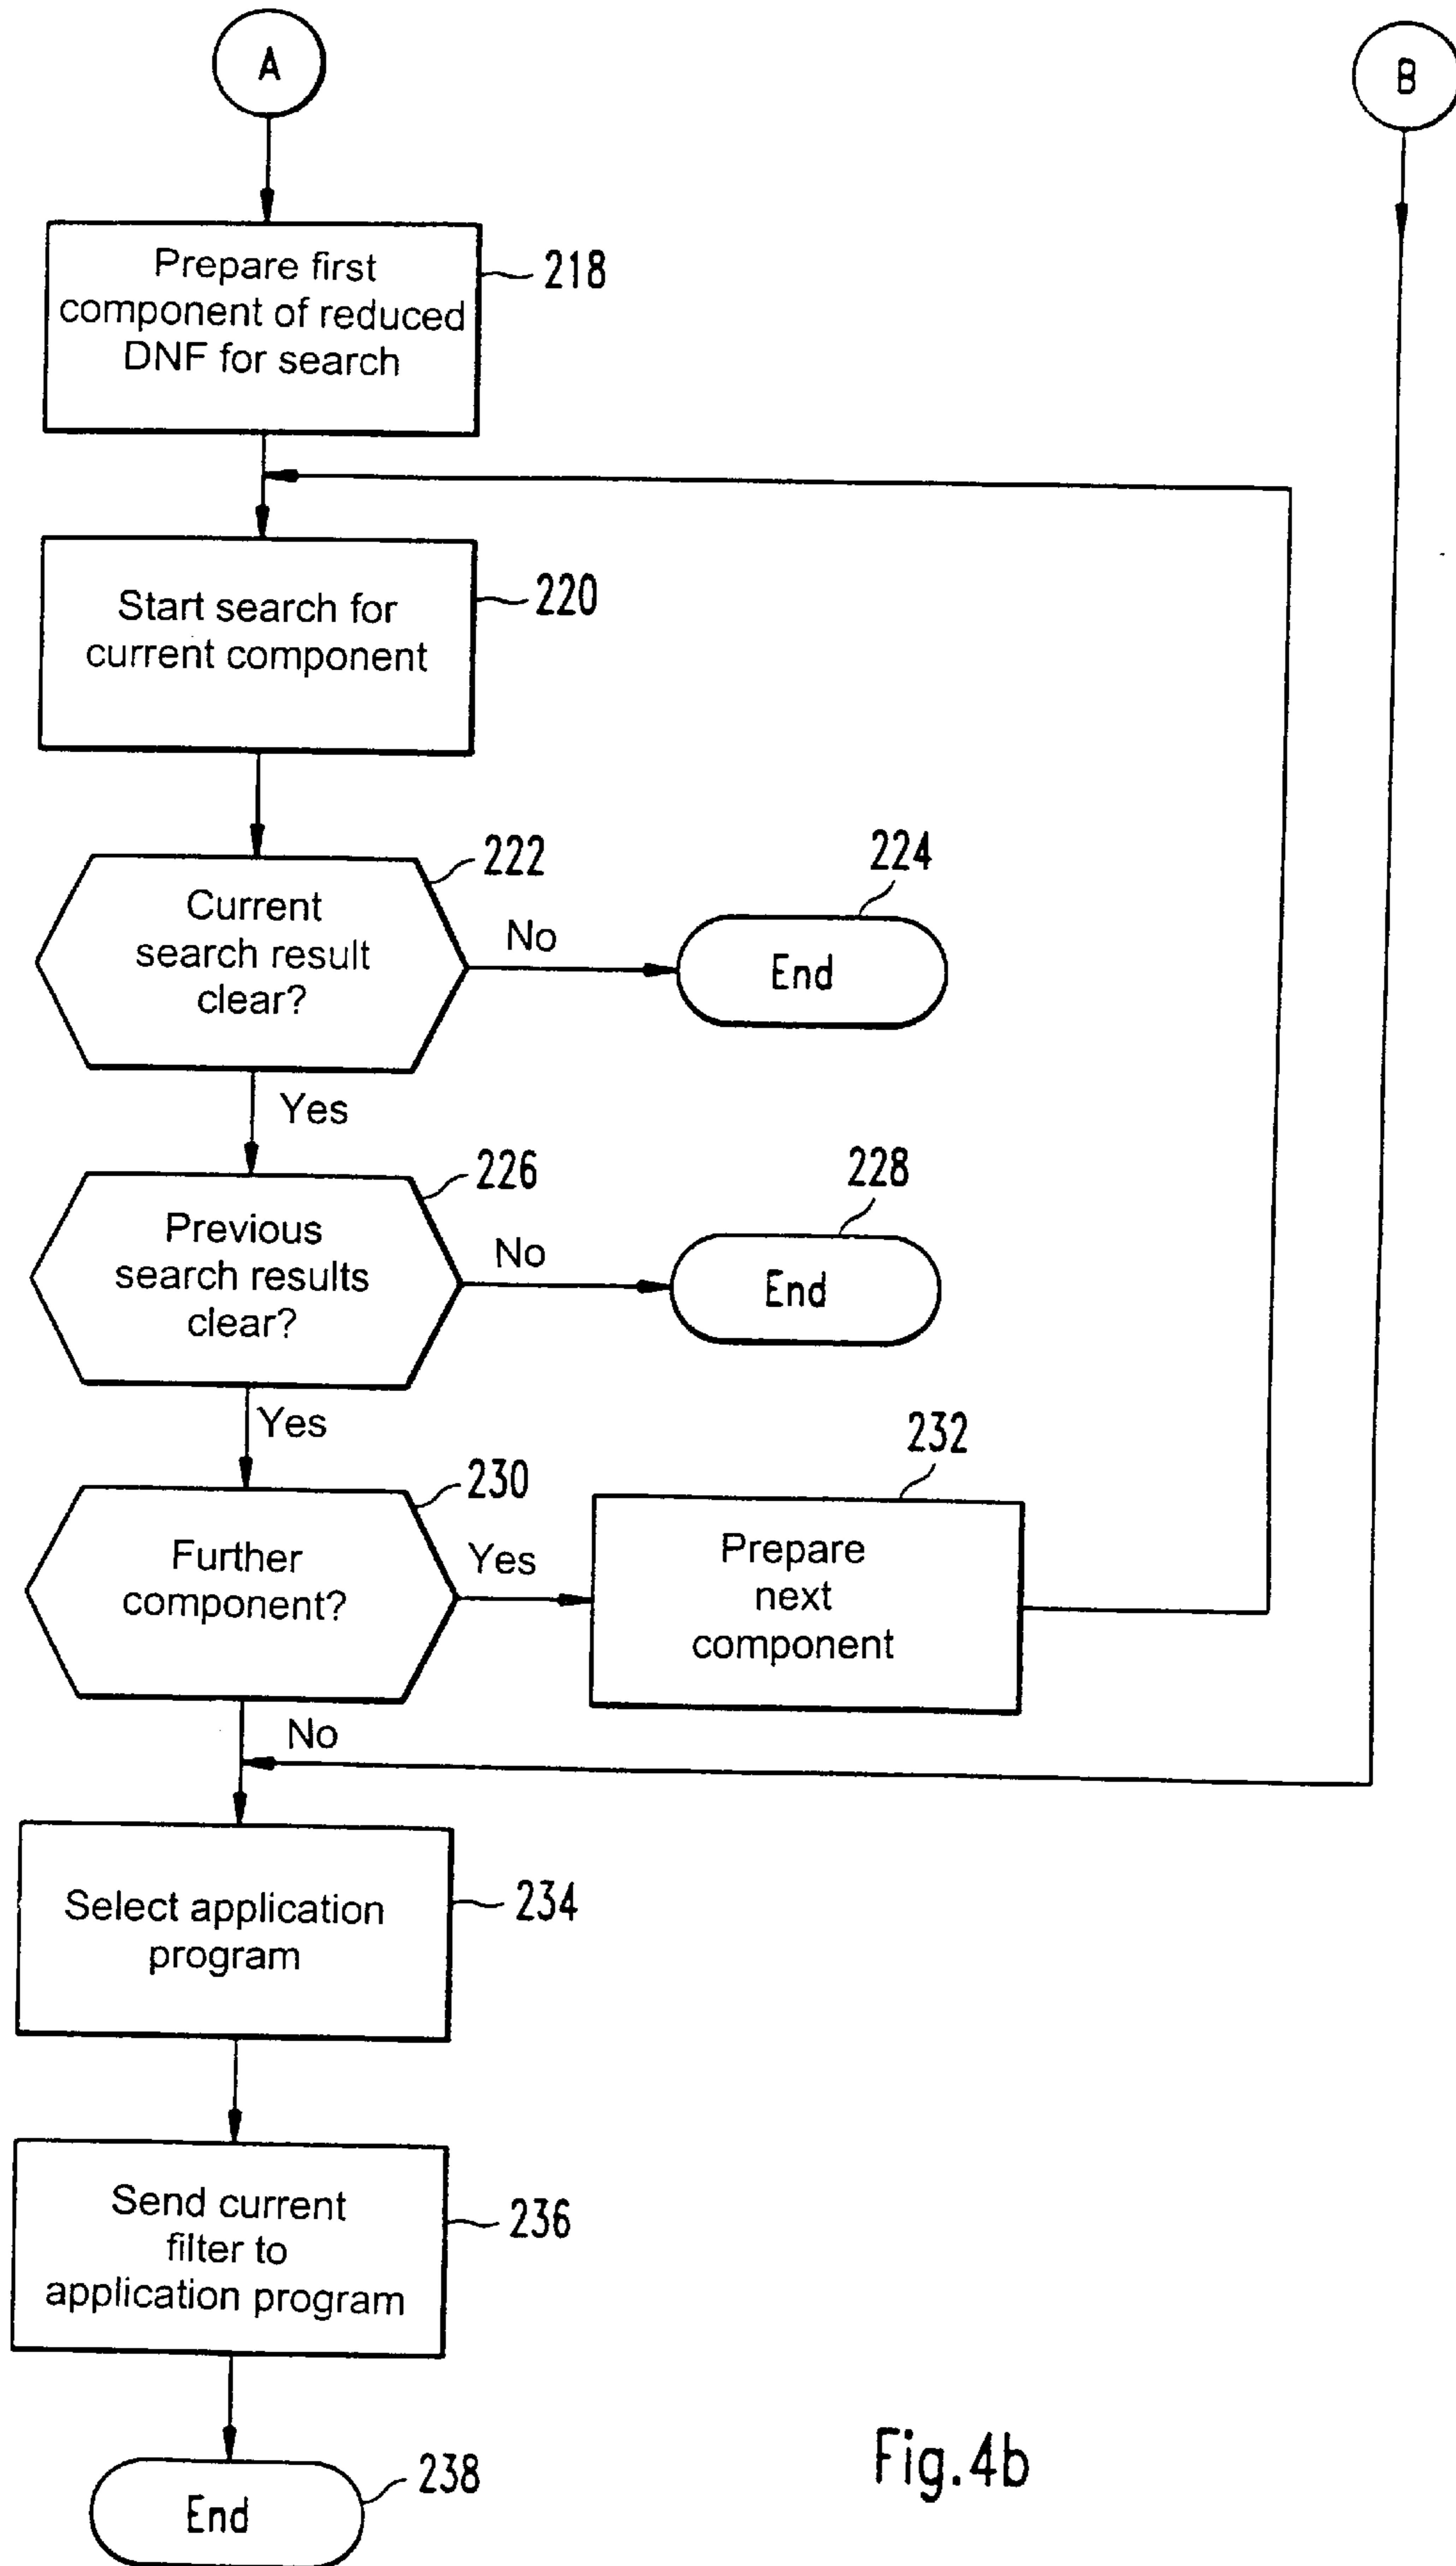 A
B
Prepare first
component of reduced
DNF for search
218
Start search for
current component
220
Current
search result
clear?
222
No
224
End
Yes
Previous
search results
clear?
226
No
228
End
Yes
Further
component?
230
Yes
232
Prepare
next
component
No
Select application
program
234
Send current
filter to
application program
236
End
238
Fig.4b